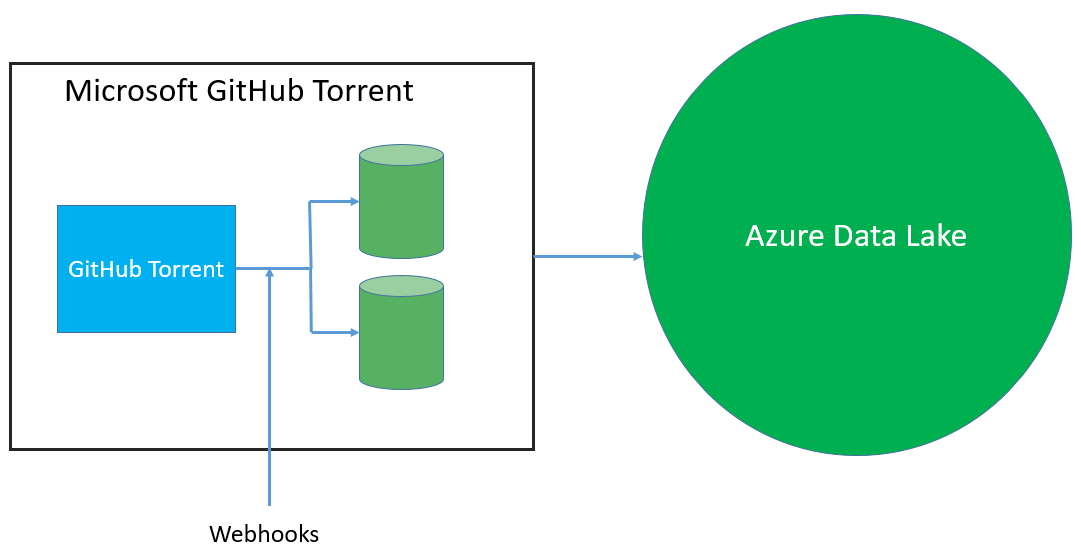 Microsoft GitHub Torrent
GitHub Torrent
Azure Data Lake
Webhooks